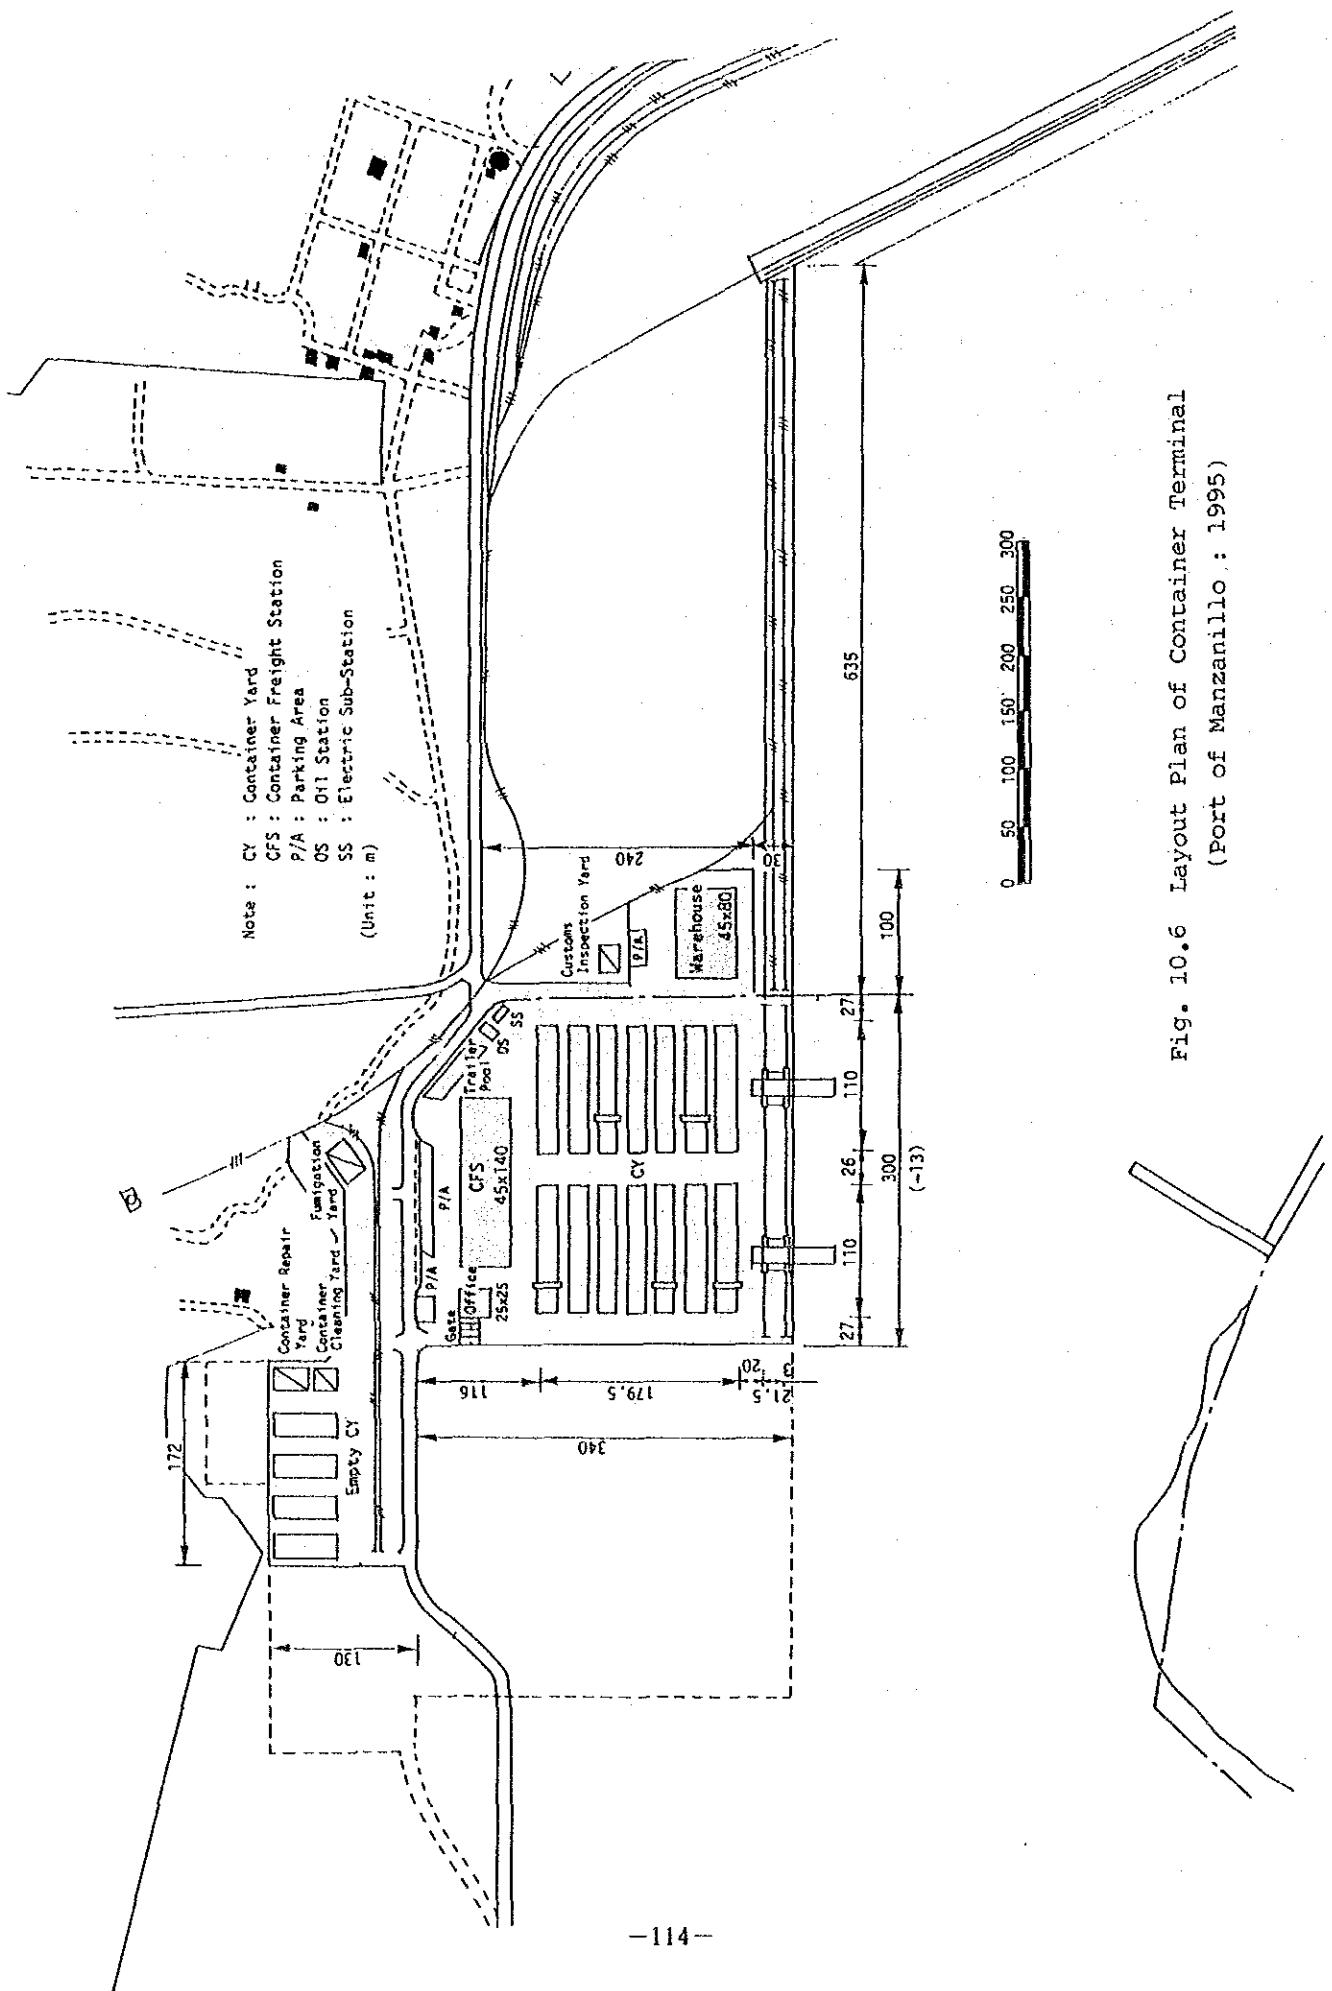 Note : CY : Container Yard
CFS : Container Freight Station
P/A : Parking Area
OS : Oil Station
SS : Electric Sub-Station
(Unit : m)
172
Container Repair
Yard
Container
Cleaning Yard
Fumigation
Yard
Empty CY
130
Gate
Office
25x25
P/A
P/A
CFS
45x140
Trailer
Pool
OS
SS
Customs
Inspection Yard
P/A
Warehouse
45x80
CY
116
179.5
20
21.5
3
340
240
30
27
110
26
110
27
300
(-13)
100
635
0 50 100 150 200 250 300
Fig. 10.6 Layout Plan of Container Terminal
(Port of Manzanillo : 1995)
—114—